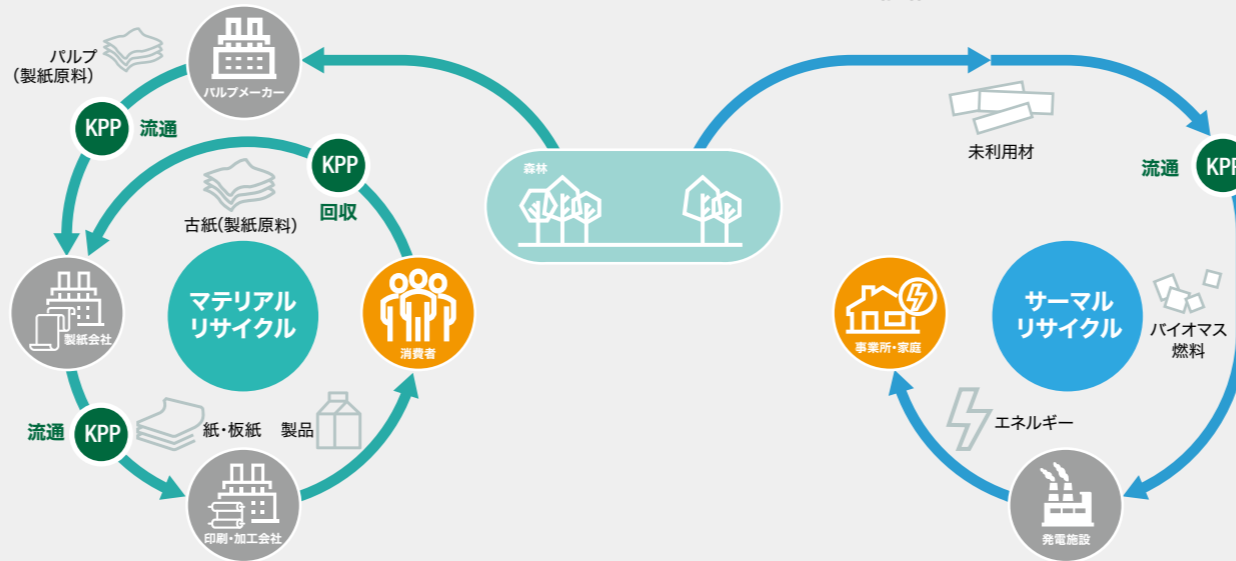 パルプ
(製紙原料)
パルプメーカー
KPP
流通
KPP
回収
古紙(製紙原料)
製紙会社
マテリアル
リサイクル
消費者
流通
KPP
紙・板紙
製品
印刷・加工会社
森林
未利用材
流通
KPP
バイオマス
燃料
サーマル
リサイクル
事業所・家庭
エネルギー
発電施設